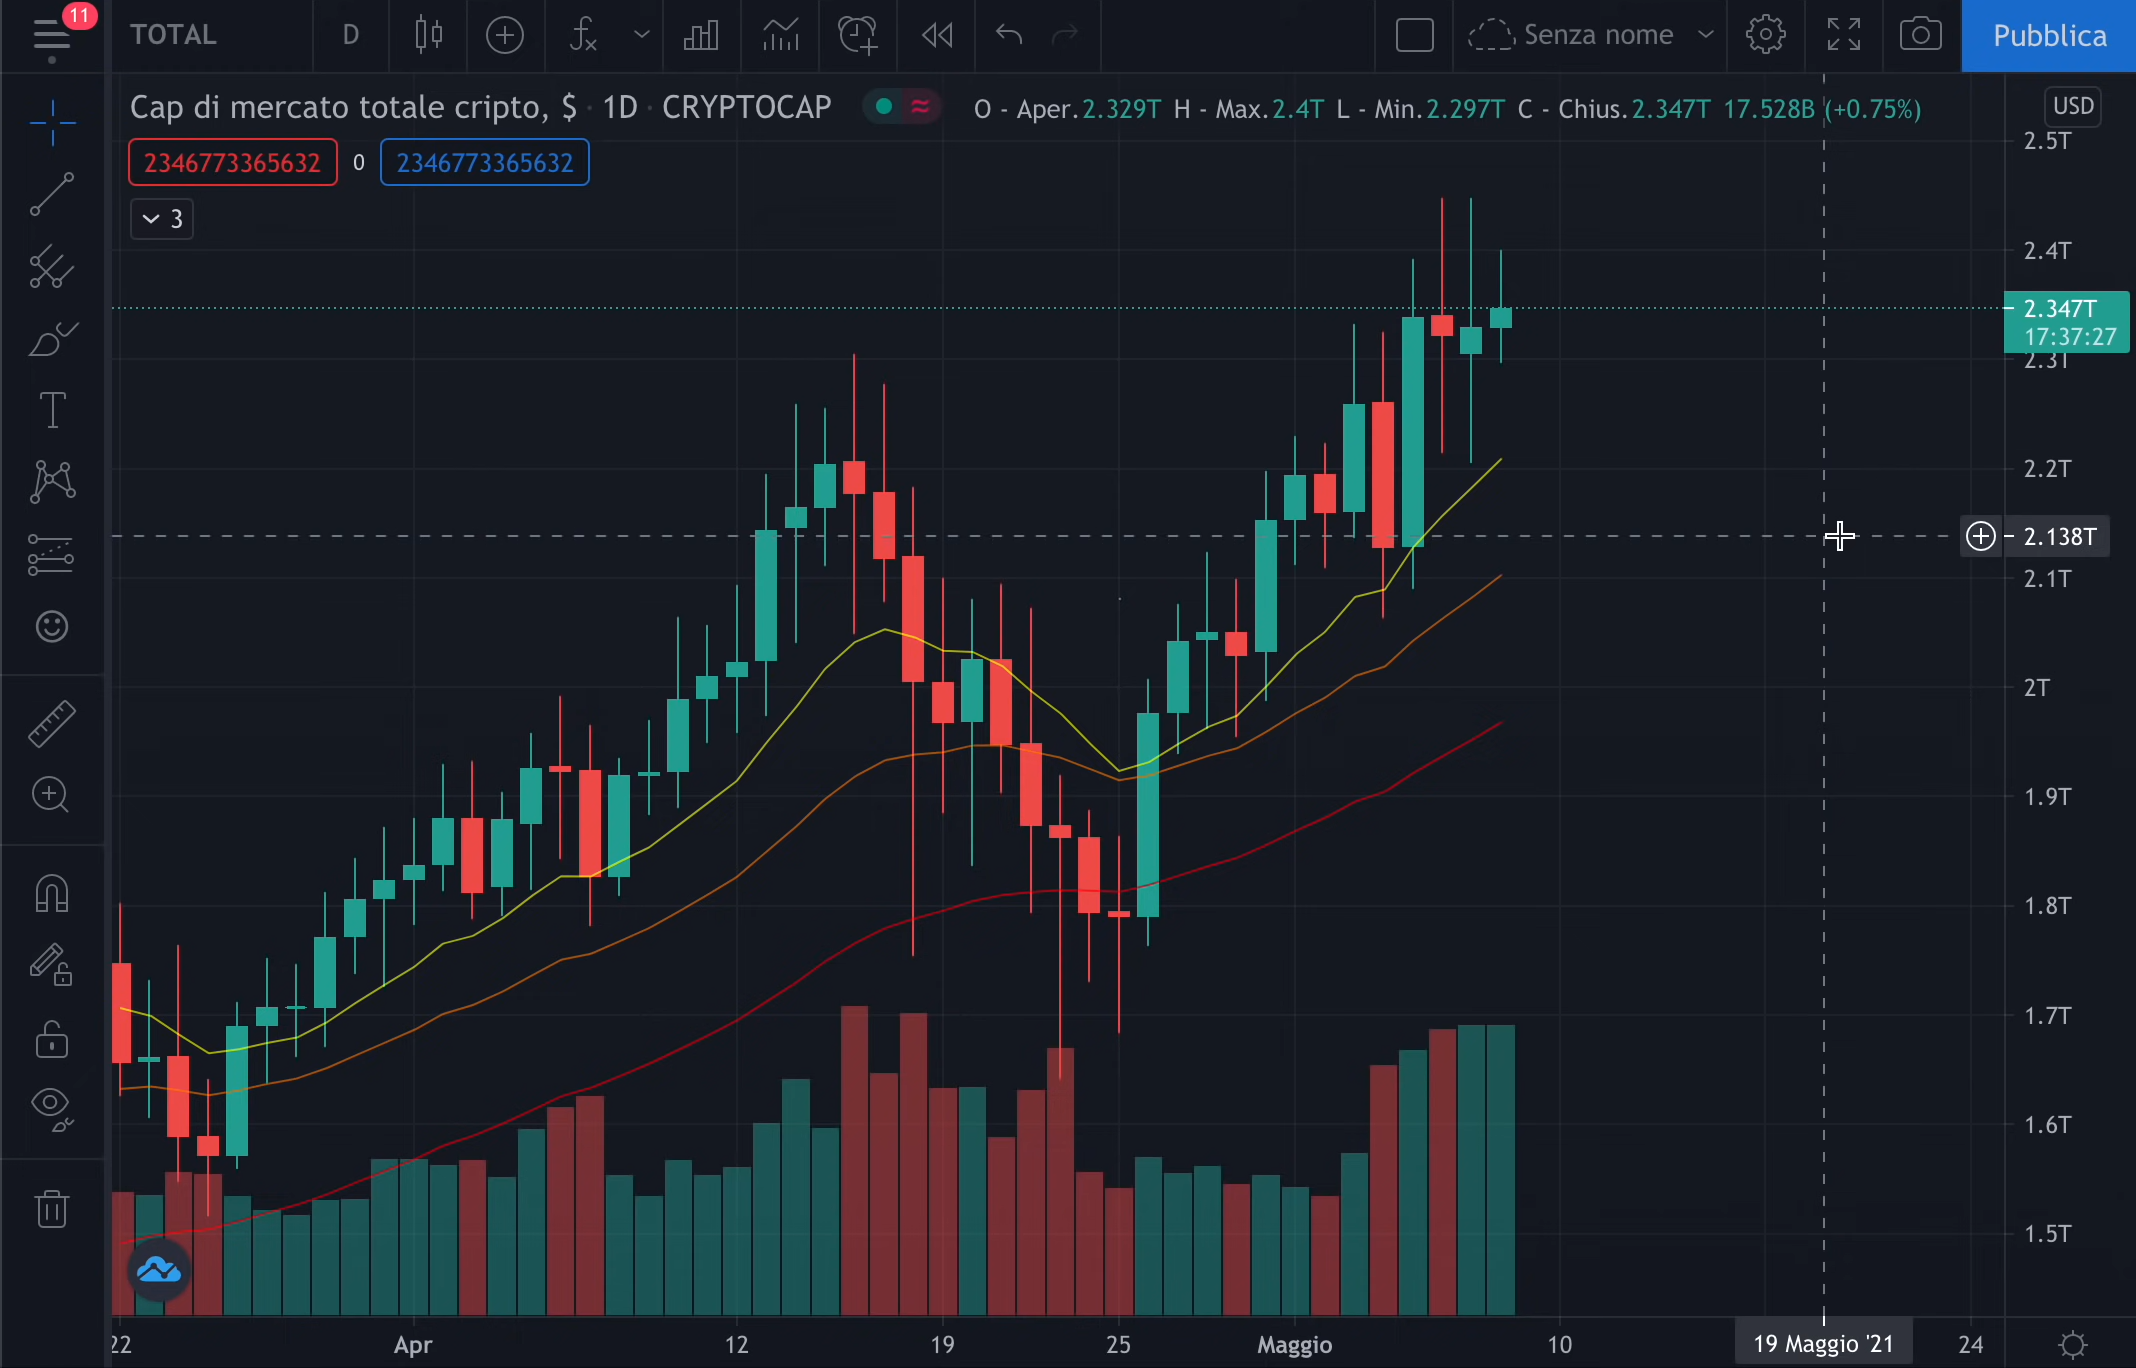 11
TOTAL D Senza nome Pubblica
Cap di mercato totale cripto, $ · 1D · CRYPTOCAP O - Aper.2.329T H - Max.2.4T L - Min.2.297T C - Chius.2.347T 17.528B (+0.75%) USD
2346773365632 0 2346773365632
3
2.5T
2.4T
2.347T
17:37:27
2.3T
2.2T
2.138T
2.1T
2T
1.9T
1.8T
1.7T
1.6T
1.5T
22 Apr 12 19 25 Maggio 10 19 Maggio '21 24